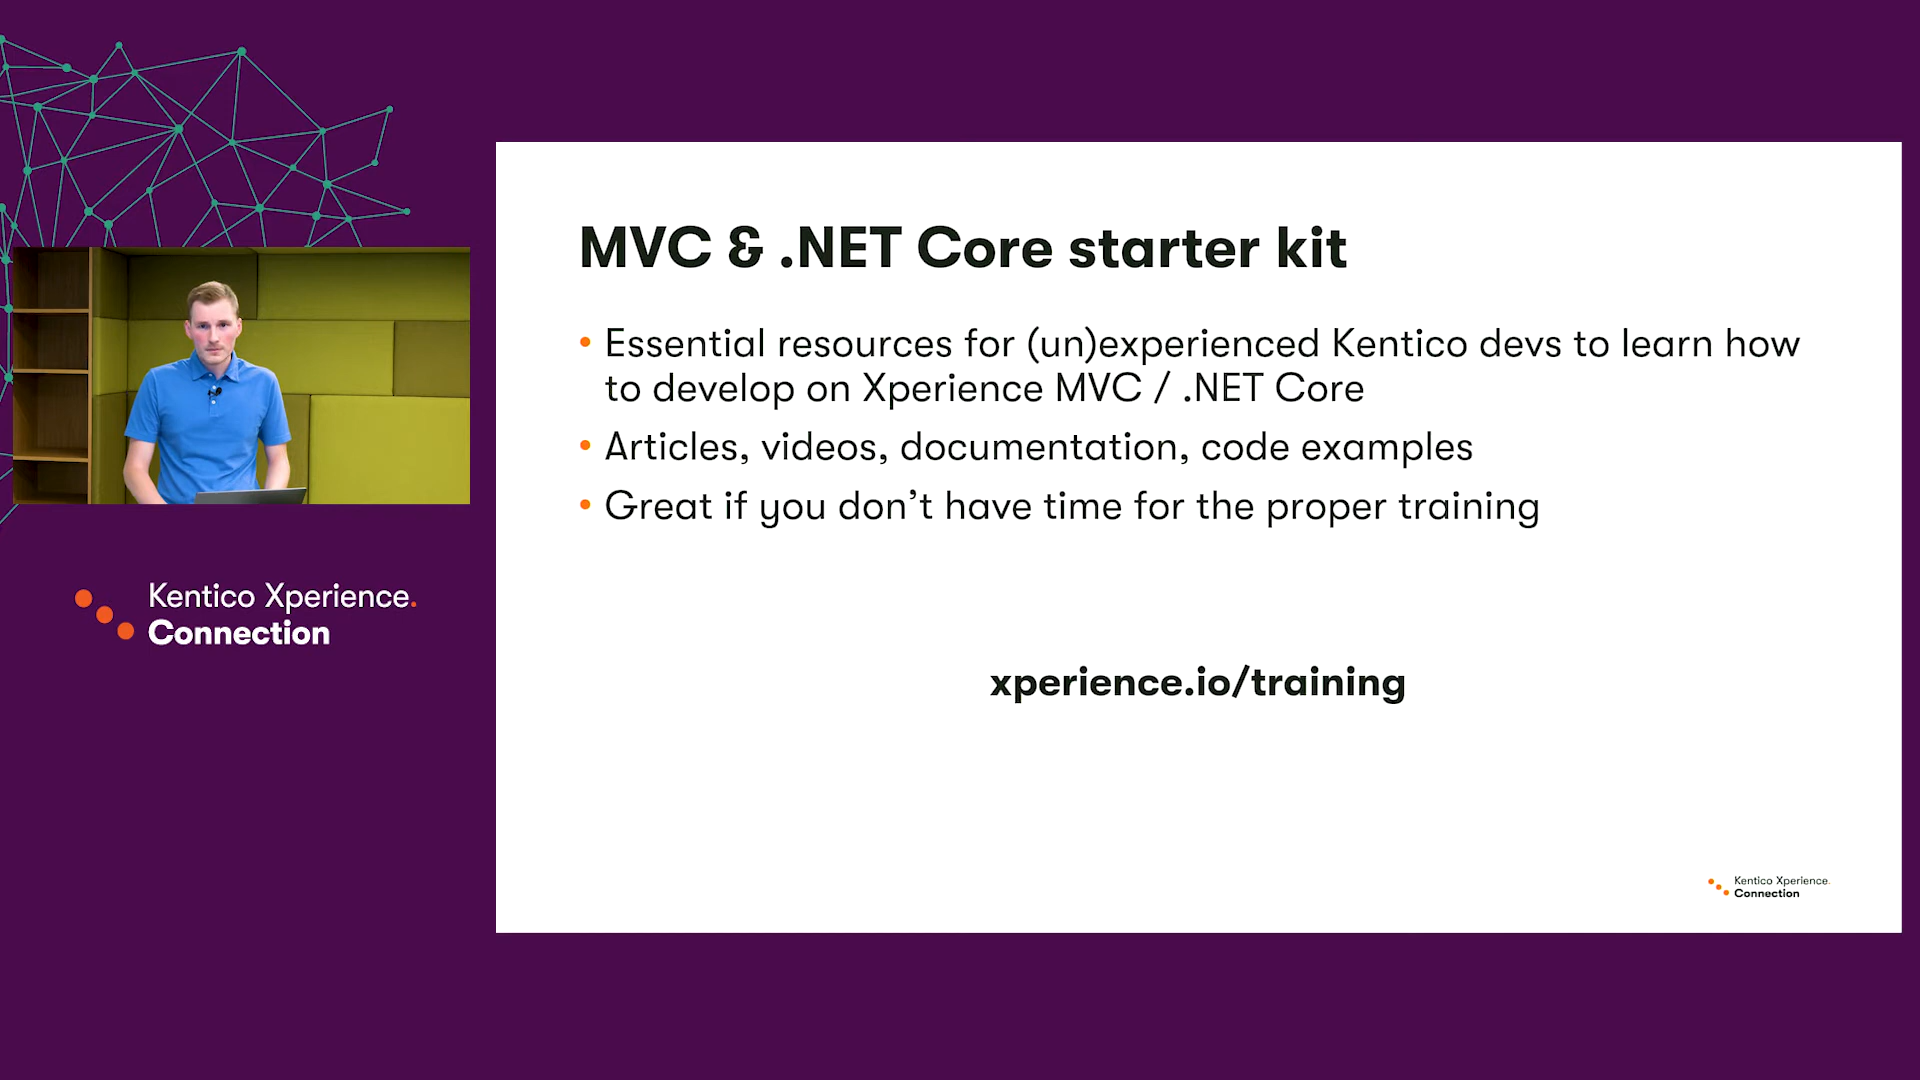 MVC & .NET Core starter kit
• Essential resources for (un)experienced Kentico devs to learn how
to develop on Xperience MVC / .NET Core
• Articles, videos, documentation, code examples
• Great if you don’t have time for the proper training
xperience.io/training
Kentico Xperience.
Connection
Kentico Xperience.
Connection